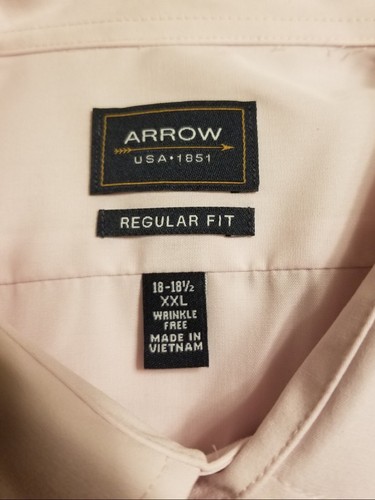 ARROW
USA•1851
REGULAR FIT
18-18½
XXL
WRINKLE
FREE
MADE IN
VIETNAM